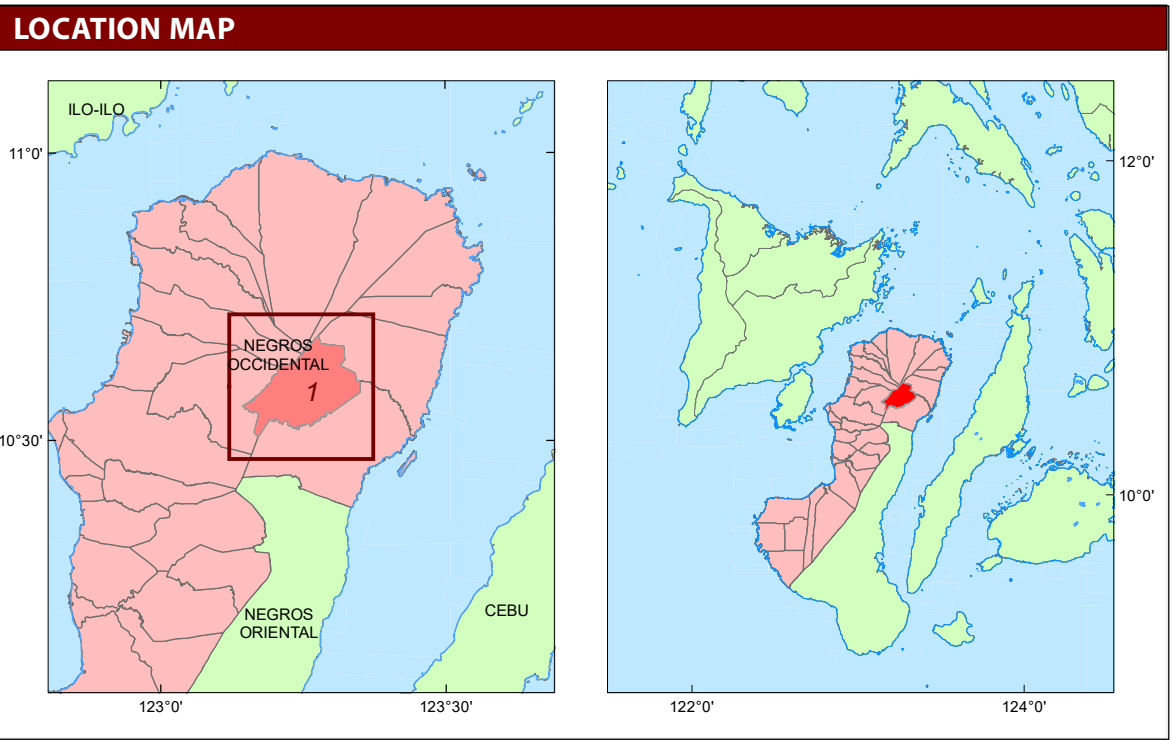 LOCATION MAP
ILO-ILO
11°0'
12°0'
NEGROS
OCCIDENTAL
1
10°30'
10°0'
NEGROS
ORIENTAL
CEBU
123°0'
123°30'
122°0'
124°0'